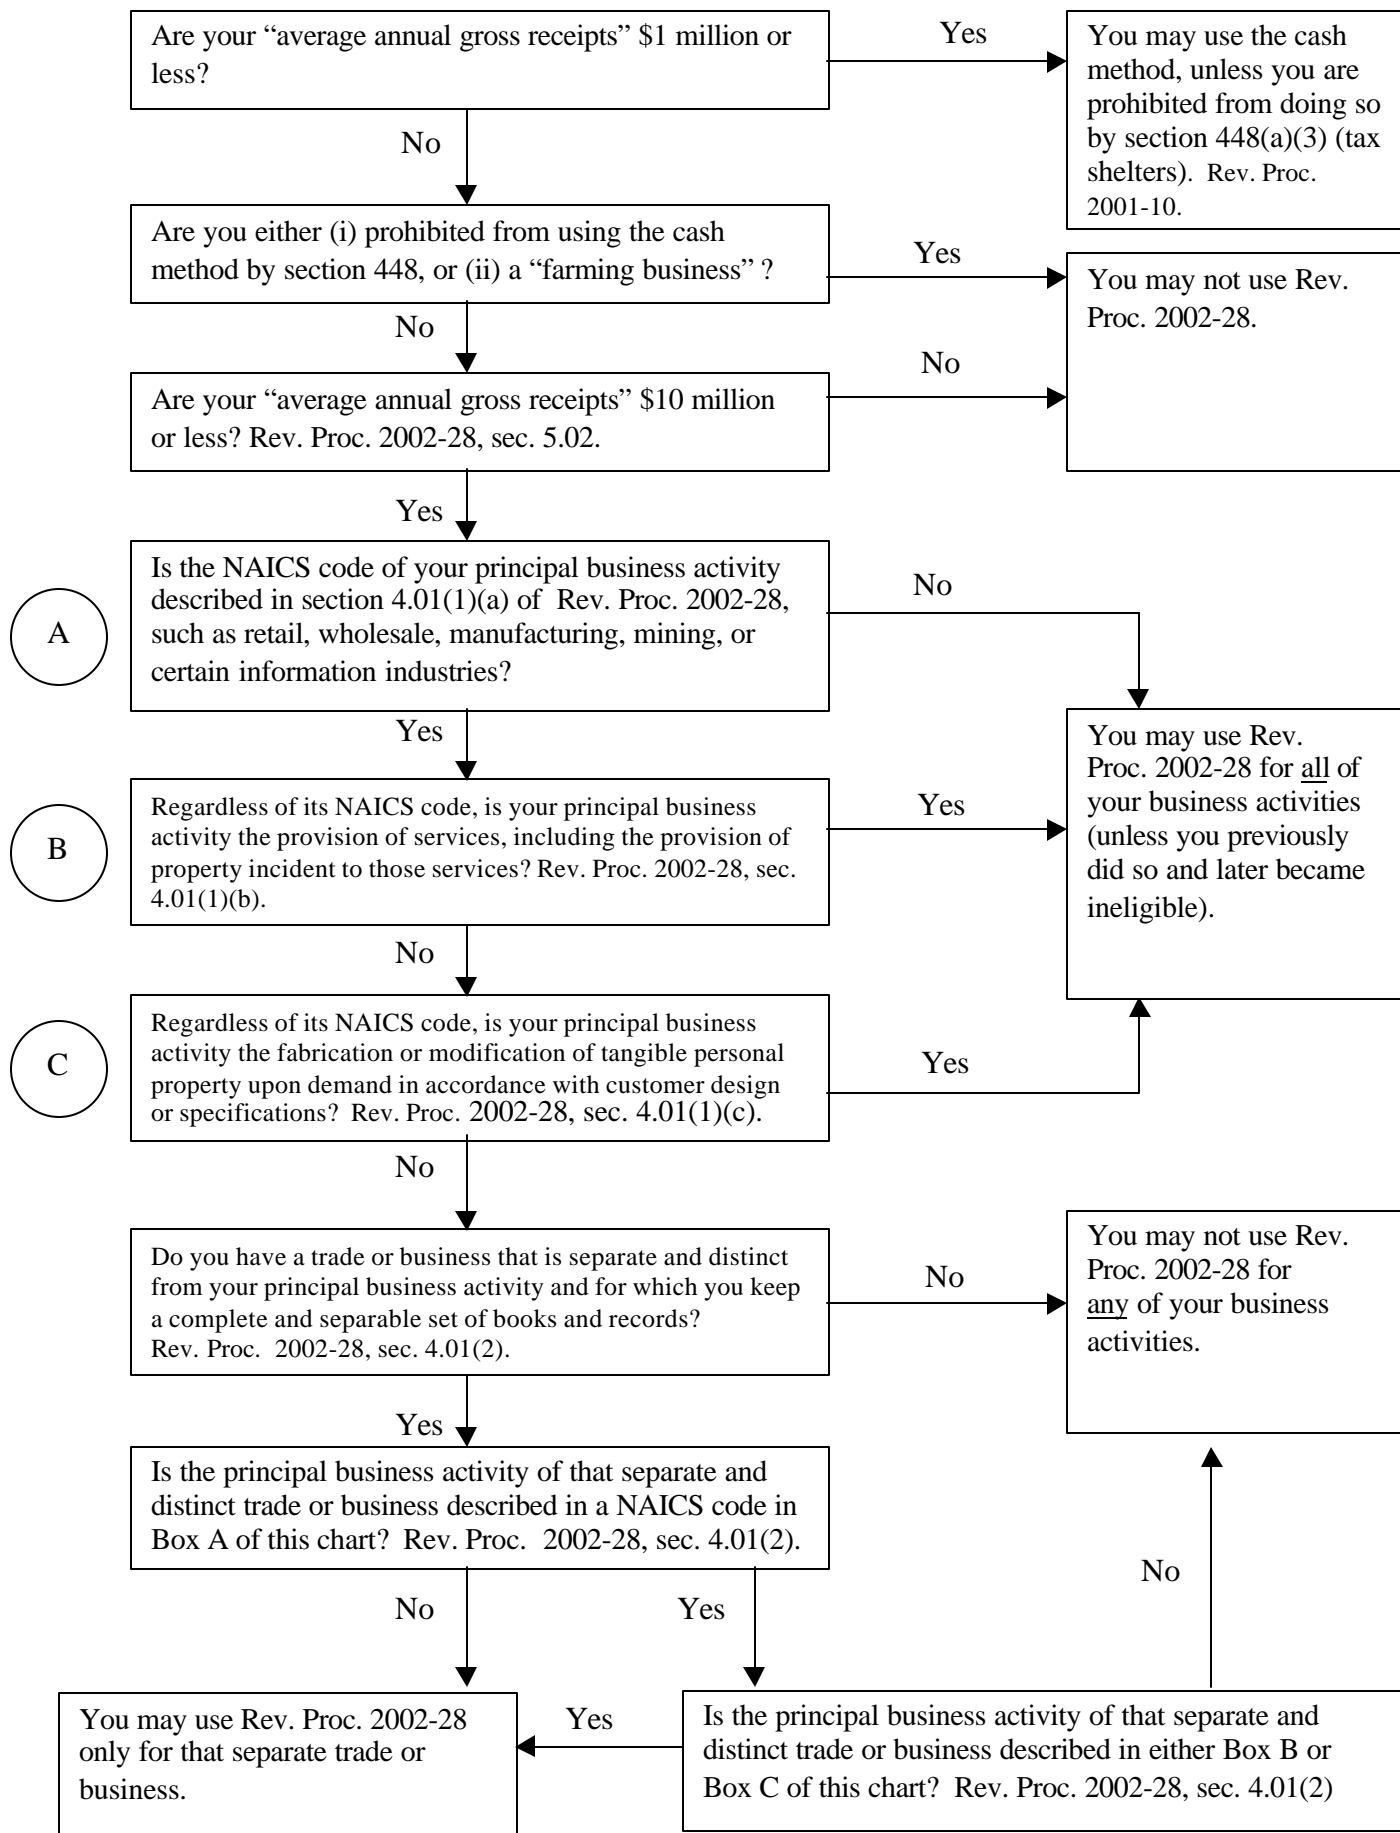 Are your “average annual gross receipts” $1 million or
less?
Yes
You may use the cash
method, unless you are
prohibited from doing so
by section 448(a)(3) (tax
shelters). Rev. Proc.
2001-10.
No
Are you either (i) prohibited from using the cash
method by section 448, or (ii) a “farming business” ?
Yes
You may not use Rev.
Proc. 2002-28.
No
Are your “average annual gross receipts” $10 million
or less? Rev. Proc. 2002-28, sec. 5.02.
No
Yes
A
Is the NAICS code of your principal business activity
described in section 4.01(1)(a) of Rev. Proc. 2002-28,
such as retail, wholesale, manufacturing, mining, or
certain information industries?
No
Yes
You may use Rev.
Proc. 2002-28 for all of
your business activities
(unless you previously
did so and later became
ineligible).
B
Regardless of its NAICS code, is your principal business
activity the provision of services, including the provision of
property incident to those services? Rev. Proc. 2002-28, sec.
4.01(1)(b).
Yes
No
C
Regardless of its NAICS code, is your principal business
activity the fabrication or modification of tangible personal
property upon demand in accordance with customer design
or specifications? Rev. Proc. 2002-28, sec. 4.01(1)(c).
Yes
No
Do you have a trade or business that is separate and distinct
from your principal business activity and for which you keep
a complete and separable set of books and records?
Rev. Proc. 2002-28, sec. 4.01(2).
No
You may not use Rev.
Proc. 2002-28 for
any of your business
activities.
Yes
Is the principal business activity of that separate and
distinct trade or business described in a NAICS code in
Box A of this chart? Rev. Proc. 2002-28, sec. 4.01(2).
No
Yes
No
You may use Rev. Proc. 2002-28
only for that separate trade or
business.
Yes
Is the principal business activity of that separate and
distinct trade or business described in either Box B or
Box C of this chart? Rev. Proc. 2002-28, sec. 4.01(2)